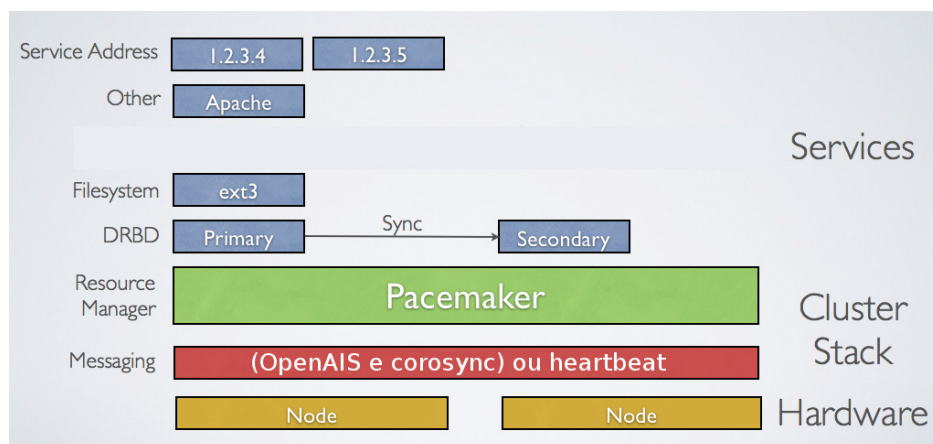 Service Address
1.2.3.4
1.2.3.5
Other
Apache
Services
Filesystem
ext3
DRBD
Primary
Sync
Secondary
Resource
Manager
Pacemaker
Cluster
Stack
Messaging
(OpenAIS e corosync) ou heartbeat
Node
Node
Hardware